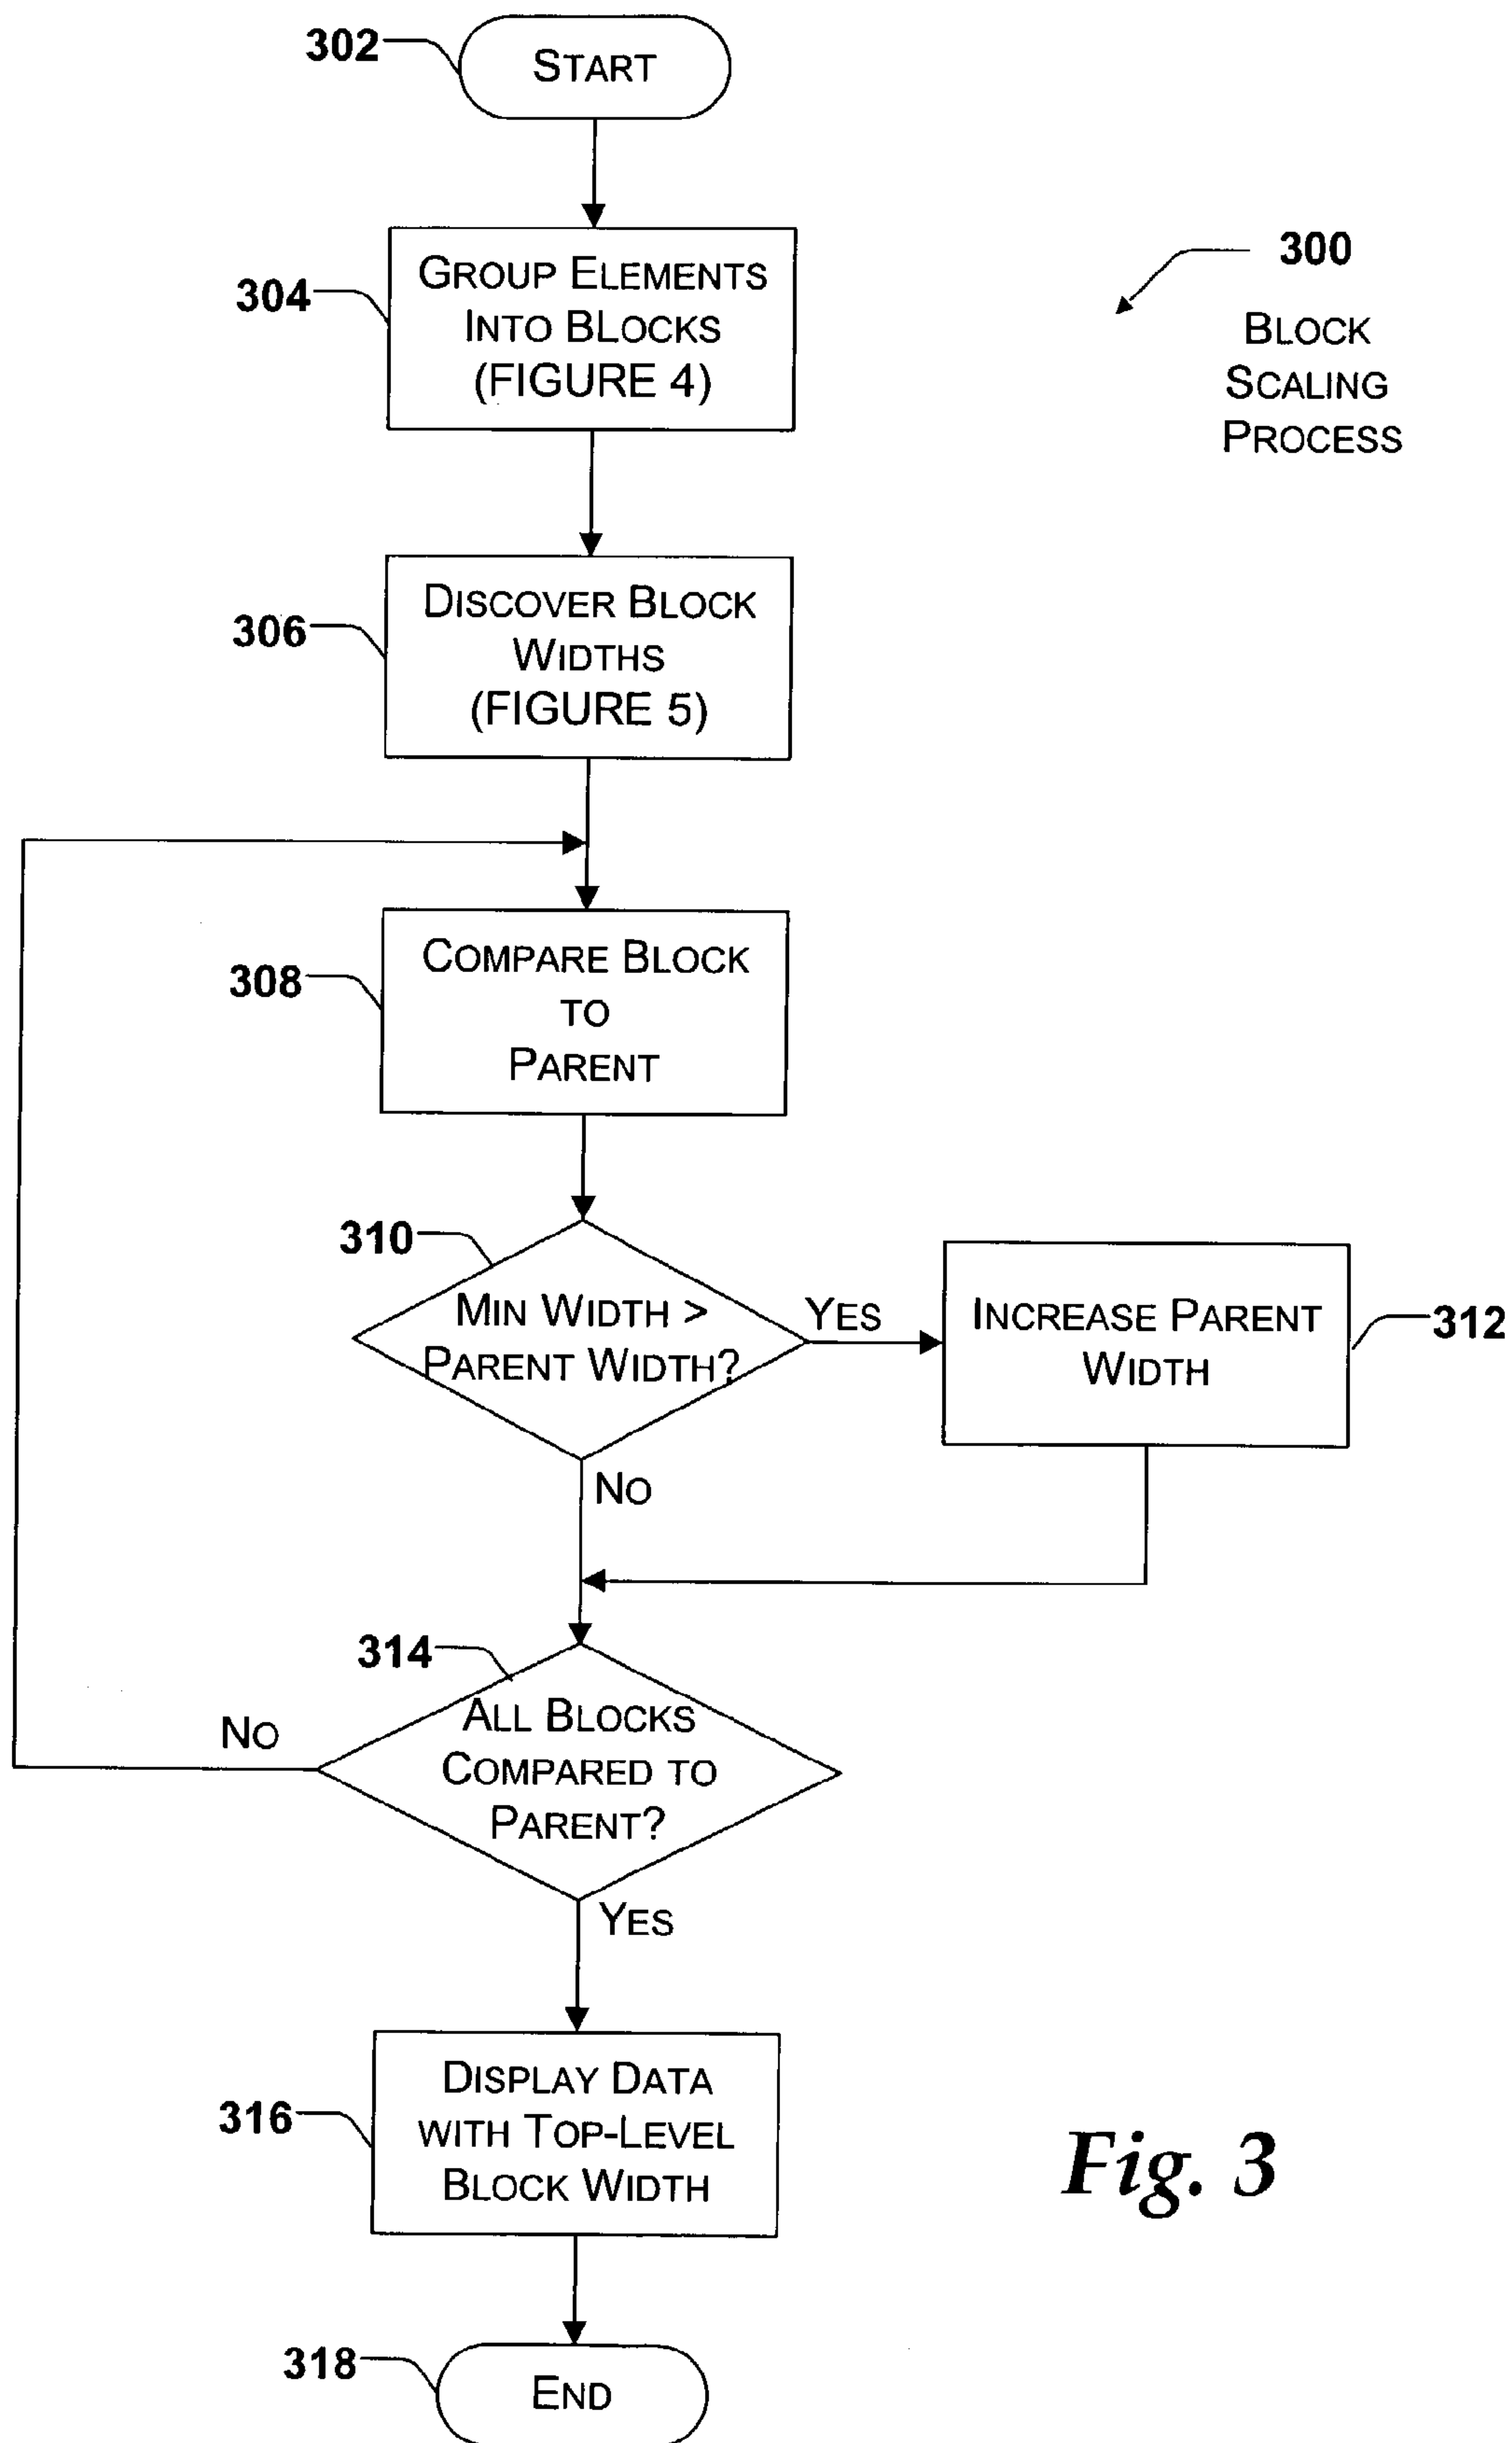 302
START
300
BLOCK
SCALING
PROCESS
304
GROUP ELEMENTS
INTO BLOCKS
(FIGURE 4)
306
DISCOVER BLOCK
WIDTHS
(FIGURE 5)
308
COMPARE BLOCK
TO
PARENT
310
MIN WIDTH >
PARENT WIDTH?
YES
INCREASE PARENT
WIDTH
312
NO
314
NO
ALL BLOCKS
COMPARED TO
PARENT?
YES
316
DISPLAY DATA
WITH TOP-LEVEL
BLOCK WIDTH
Fig. 3
318
END